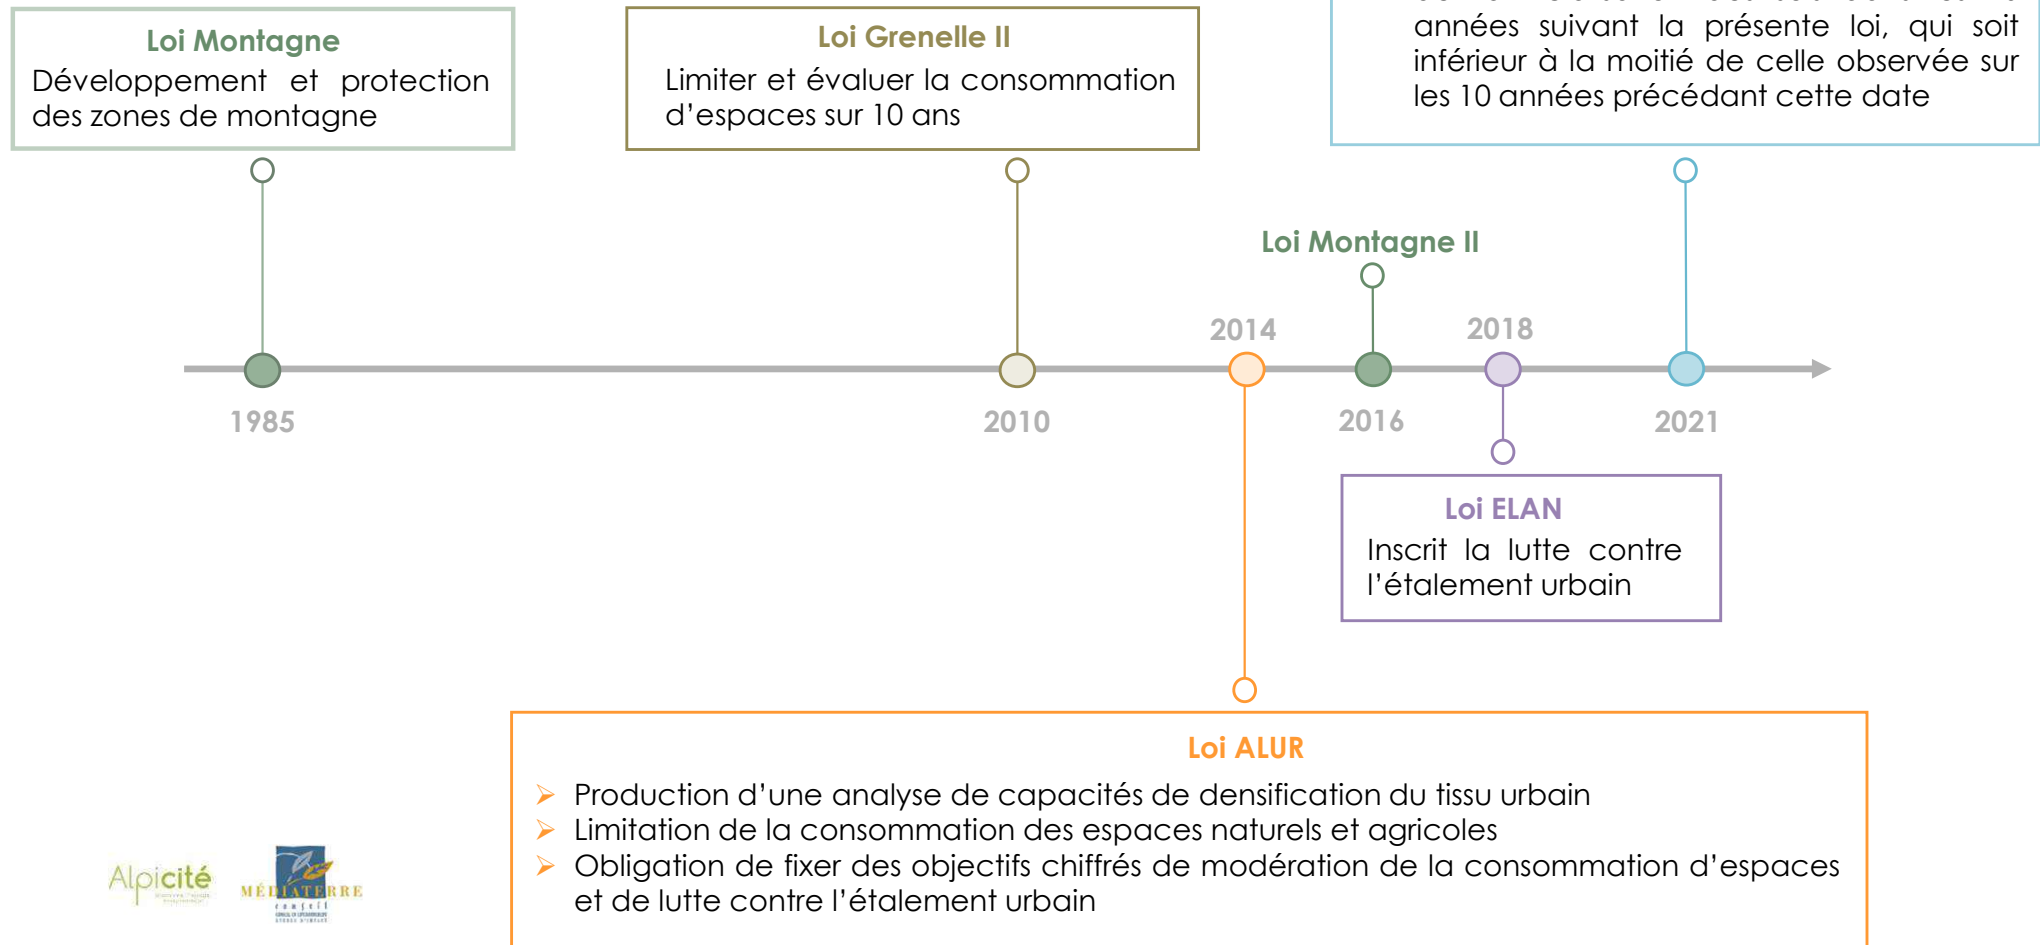 Loi Montagne
Développement et protection
des zones de montagne
Loi Grenelle II
Limiter et évaluer la consommation
d'espaces sur 10 ans
années suivant la présente loi, qui soit
inférieur à la moitié de celle observée sur
les 10 années précédant cette date
Loi Montagne II
2014
2018
1985
2010
2016
2021
Loi ELAN
Inscrit la lutte contre
l'étalement urbain
Loi ALUR
➢ Production d'une analyse de capacités de densification du tissu urbain
➢ Limitation de la consommation des espaces naturels et agricoles
➢ Obligation de fixer des objectifs chiffrés de modération de la consommation d'espaces
et de lutte contre l'étalement urbain
Alpicité
MÉDIATERRE
conseil